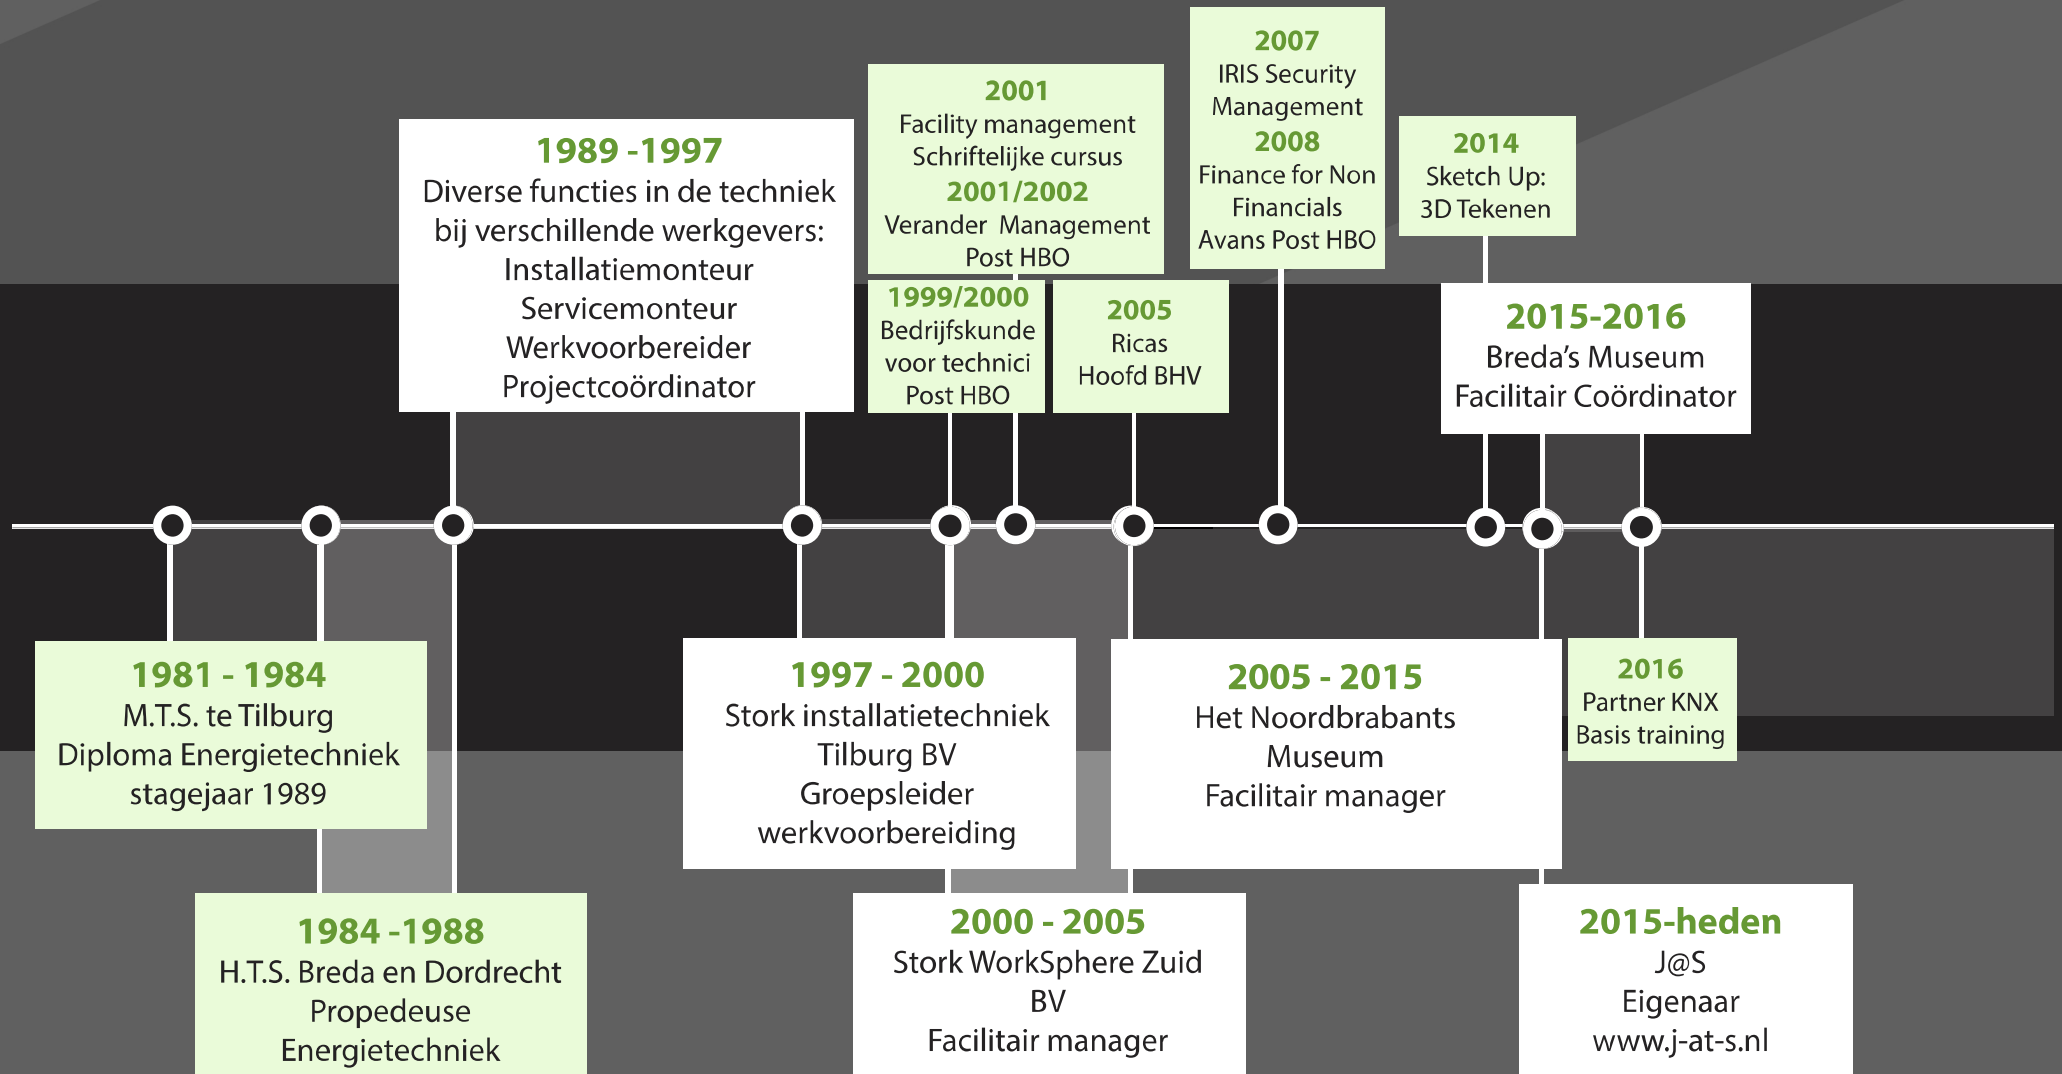 2007
IRIS Security
Management
2008
Finance for Non
Financials
Avans Post HBO
2001
Facility management
Schriftelijke cursus
2001/2002
Verander Management
Post HBO
2014
Sketch Up:
3D Tekenen
1989 -1997
Diverse functies in de techniek
bij verschillende werkgevers:
Installatiemonteur
Servicemonteur
Werkvoorbereider
Projectcoördinator
1999/2000
Bedrijfskunde
voor technici
Post HBO
2005
Ricas
Hoofd BHV
2015-2016
Breda’s Museum
Facilitair Coördinator
1981 - 1984
M.T.S. te Tilburg
Diploma Energietechniek
stagejaar 1989
1997 - 2000
Stork installatietechniek
Tilburg BV
Groepsleider
werkvoorbereiding
2005 - 2015
Het Noordbrabants
Museum
Facilitair manager
2016
Partner KNX
Basis training
1984 -1988
H.T.S. Breda en Dordrecht
Propedeuse
Energietechniek
2000 - 2005
Stork WorkSphere Zuid
BV
Facilitair manager
2015-heden
J@S
Eigenaar
www.j-at-s.nl